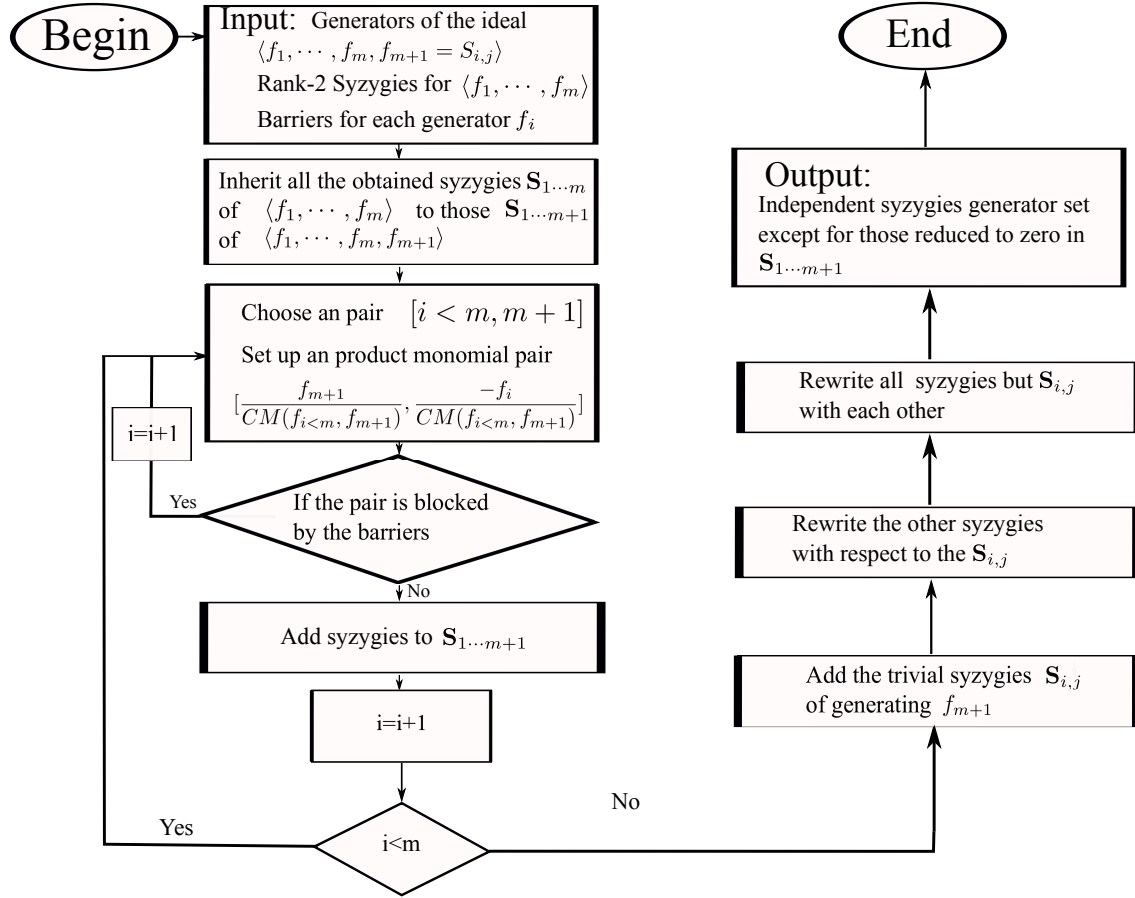 Begin
Input: Generators of the ideal
⟨f_1, ⋯ , f_m, f_{m+1} = S_{i,j}⟩
Rank-2 Syzygies for ⟨f_1, ⋯ , f_m⟩
Barriers for each generator f_i
Inherit all the obtained syzygies S_{1⋯m}
of ⟨f_1, ⋯ , f_m⟩ to those S_{1⋯m+1}
of ⟨f_1, ⋯ , f_m, f_{m+1}⟩
Choose an pair [i < m, m + 1]
Set up an product monomial pair
[\frac{f_{m+1}}{CM(f_{i<m}, f_{m+1})}, \frac{-f_i}{CM(f_{i<m}, f_{m+1})}]
i=i+1
Yes
If the pair is blocked
by the barriers
No
Add syzygies to S_{1⋯m+1}
i=i+1
i<m
Yes
No
Add the trivial syzygies S_{i,j}
of generating f_{m+1}
Rewrite the other syzygies
with respect to the S_{i,j}
Rewrite all syzygies but S_{i,j}
with each other
Output:
Independent syzygies generator set
except for those reduced to zero in
S_{1⋯m+1}
End